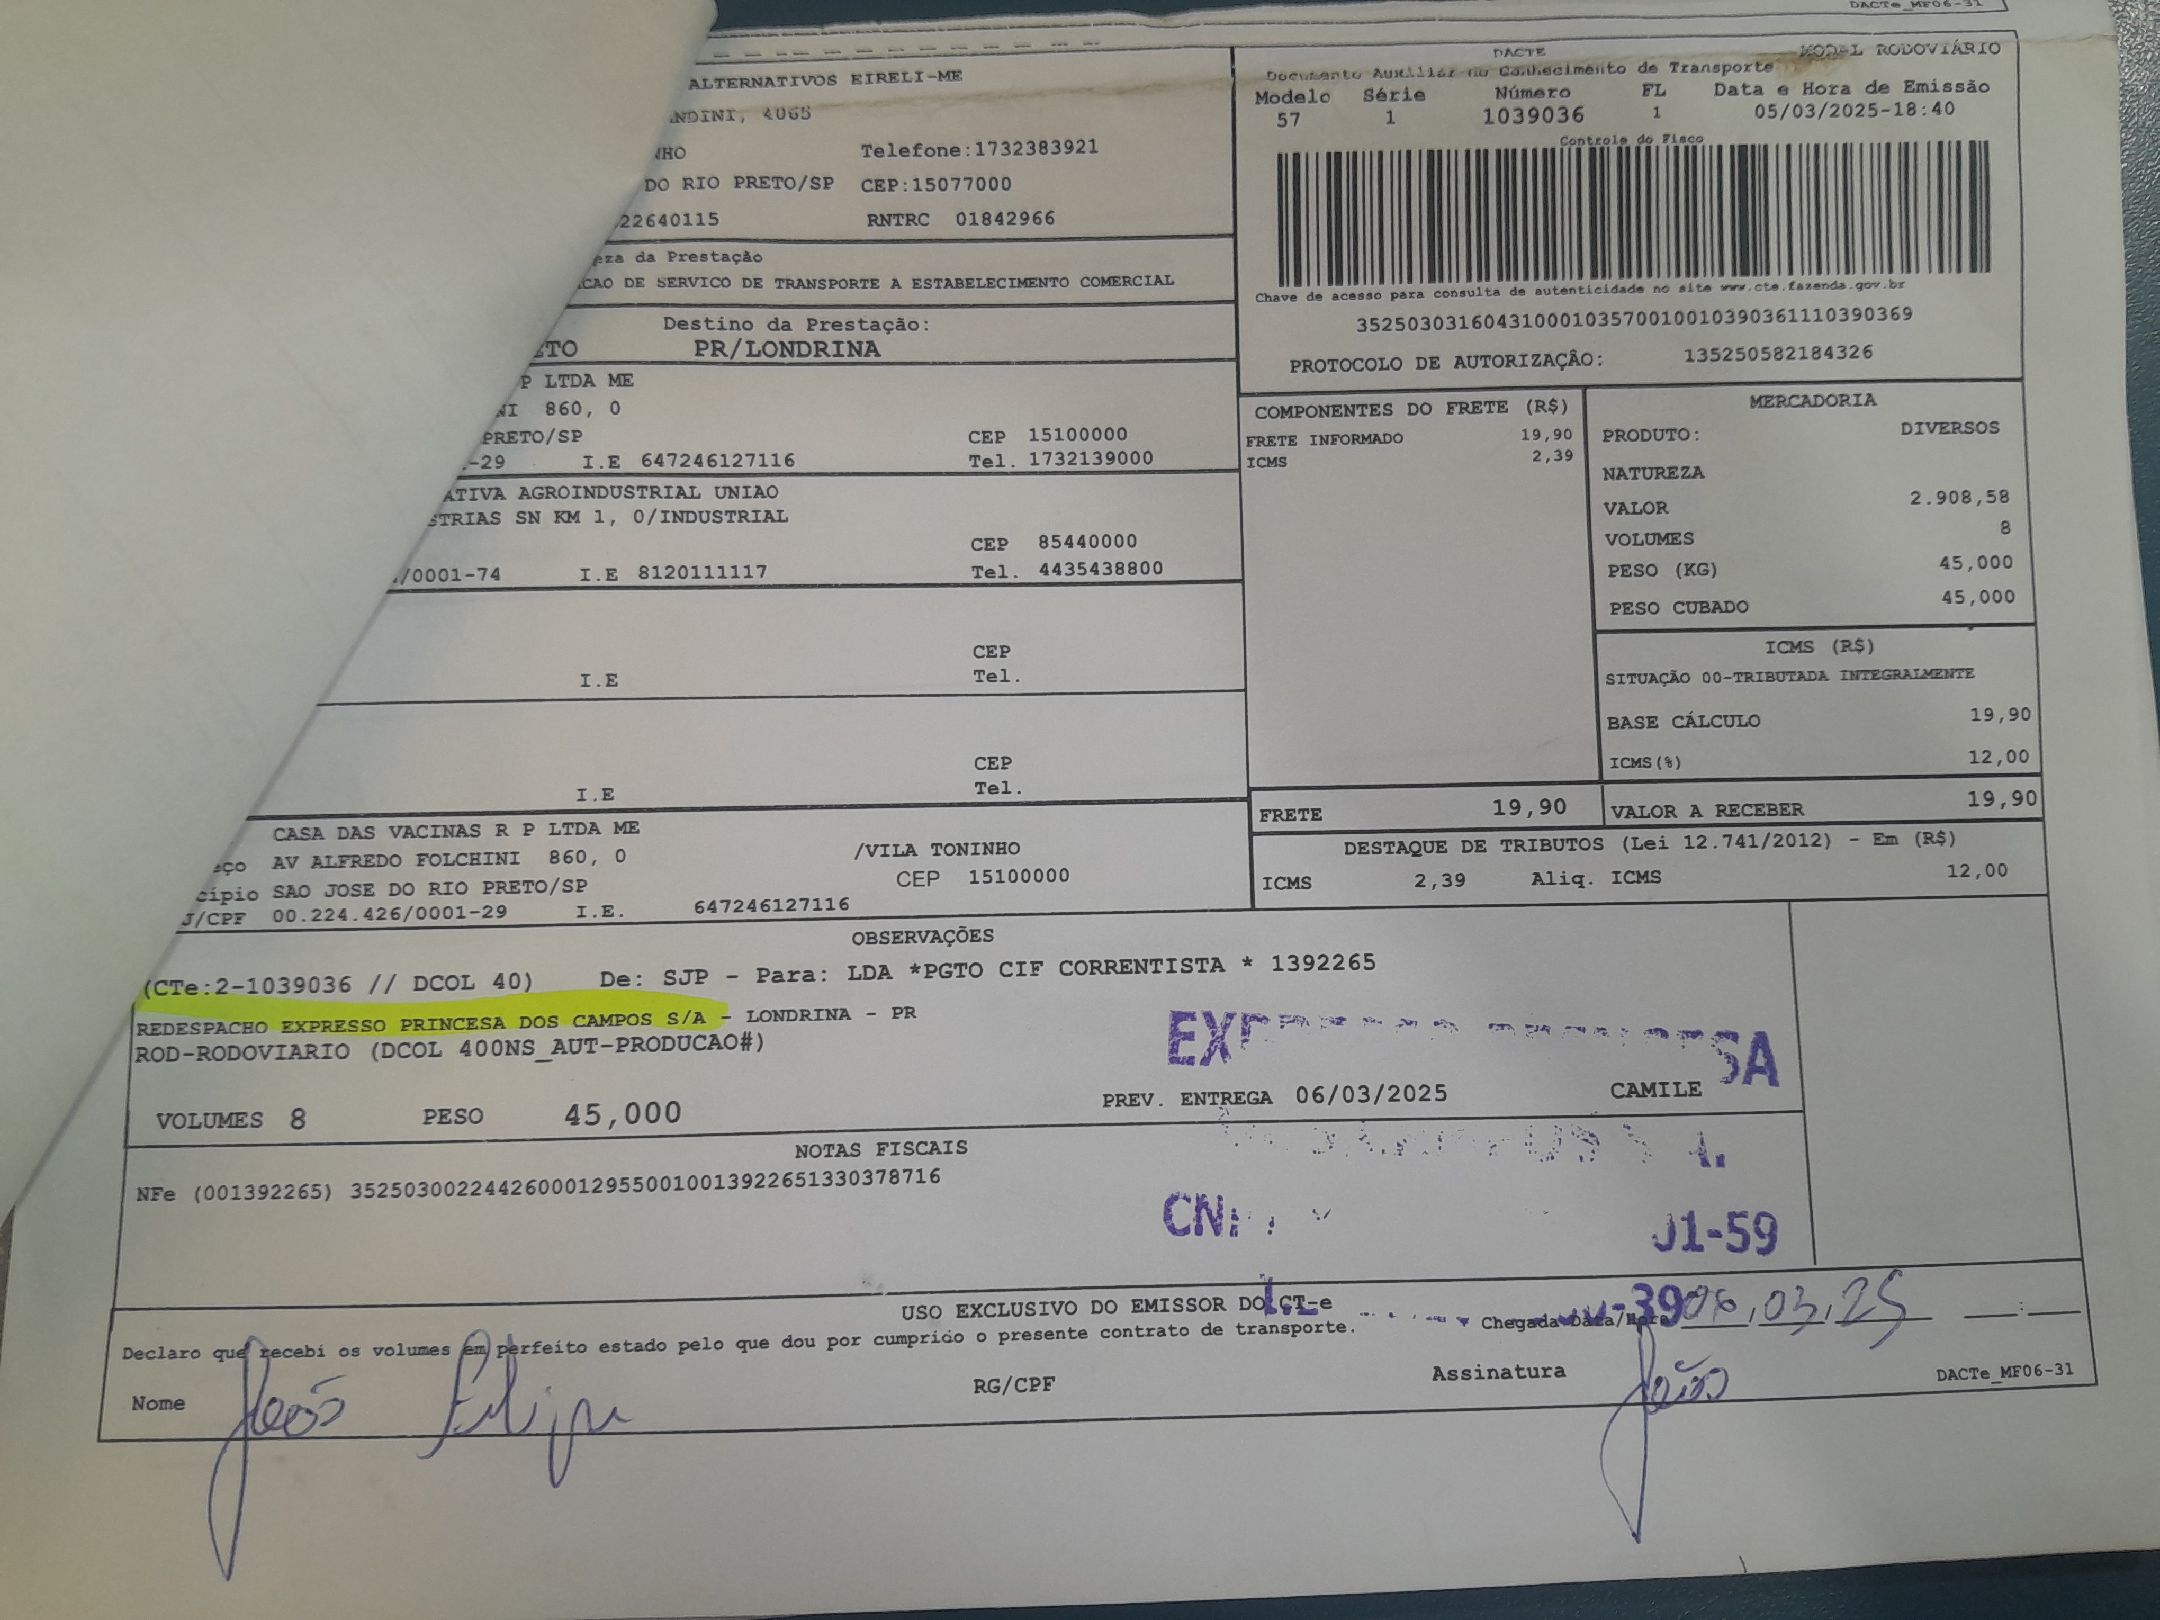 DACTe_MF06-31
ALTERNATIVOS EIRELI-ME
ANDINI, 4065
NHO Telefone:1732383921
DO RIO PRETO/SP CEP:15077000
22640115 RNTRC 01842966
eza da Prestação
CAO DE SERVICO DE TRANSPORTE A ESTABELECIMENTO COMERCIAL
Destino da Prestação:
ETO PR/LONDRINA
DACTE MODAL RODOVIÁRIO
Documento Auxiliar do Conhecimento de Transporte
Modelo Série Número FL Data e Hora de Emissão
57 1 1039036 1 05/03/2025-18:40
Controle do Fisco
Chave de acesso para consulta de autenticidade no site www.cte.fazenda.gov.br
35250303160431000103570010010390361110390369
PROTOCOLO DE AUTORIZAÇÃO: 135250582184326
P LTDA ME
NI 860, 0
PRETO/SP CEP 15100000
-29 I.E 647246127116 Tel. 1732139000
ATIVA AGROINDUSTRIAL UNIAO
STRIAS SN KM 1, 0/INDUSTRIAL
CEP 85440000
/0001-74 I.E 8120111117 Tel. 4435438800
CEP
I.E Tel.
CEP
I.E Tel.
CASA DAS VACINAS R P LTDA ME
eço AV ALFREDO FOLCHINI 860, 0 /VILA TONINHO
cípio SAO JOSE DO RIO PRETO/SP CEP 15100000
J/CPF 00.224.426/0001-29 I.E. 647246127116
COMPONENTES DO FRETE (R$)
FRETE INFORMADO 19,90
ICMS 2,39
MERCADORIA
PRODUTO: DIVERSOS
NATUREZA
VALOR 2.908,58
VOLUMES 8
PESO (KG) 45,000
PESO CUBADO 45,000
ICMS (R$)
SITUAÇÃO 00-TRIBUTADA INTEGRALMENTE
BASE CÁLCULO 19,90
ICMS(%) 12,00
FRETE 19,90 VALOR A RECEBER 19,90
DESTAQUE DE TRIBUTOS (Lei 12.741/2012) - Em (R$)
ICMS 2,39 Aliq. ICMS 12,00
OBSERVAÇÕES
(CTe:2-1039036 // DCOL 40) De: SJP - Para: LDA *PGTO CIF CORRENTISTA * 1392265
REDESPACHO EXPRESSO PRINCESA DOS CAMPOS S/A - LONDRINA - PR
ROD-RODOVIARIO (DCOL 400NS_AUT-PRODUCAO#)
VOLUMES 8 PESO 45,000 PREV. ENTREGA 06/03/2025 CAMILE
NOTAS FISCAIS
NFe (001392265) 35250300224426000129550010013922651330378716
01-59
-39
USO EXCLUSIVO DO EMISSOR DO CT-e
Declaro que recebi os volumes em perfeito estado pelo que dou por cumprido o presente contrato de transporte. Chegada Data/Hora 06,03,25 :
Nome João Felipe RG/CPF Assinatura João DACTe_MF06-31